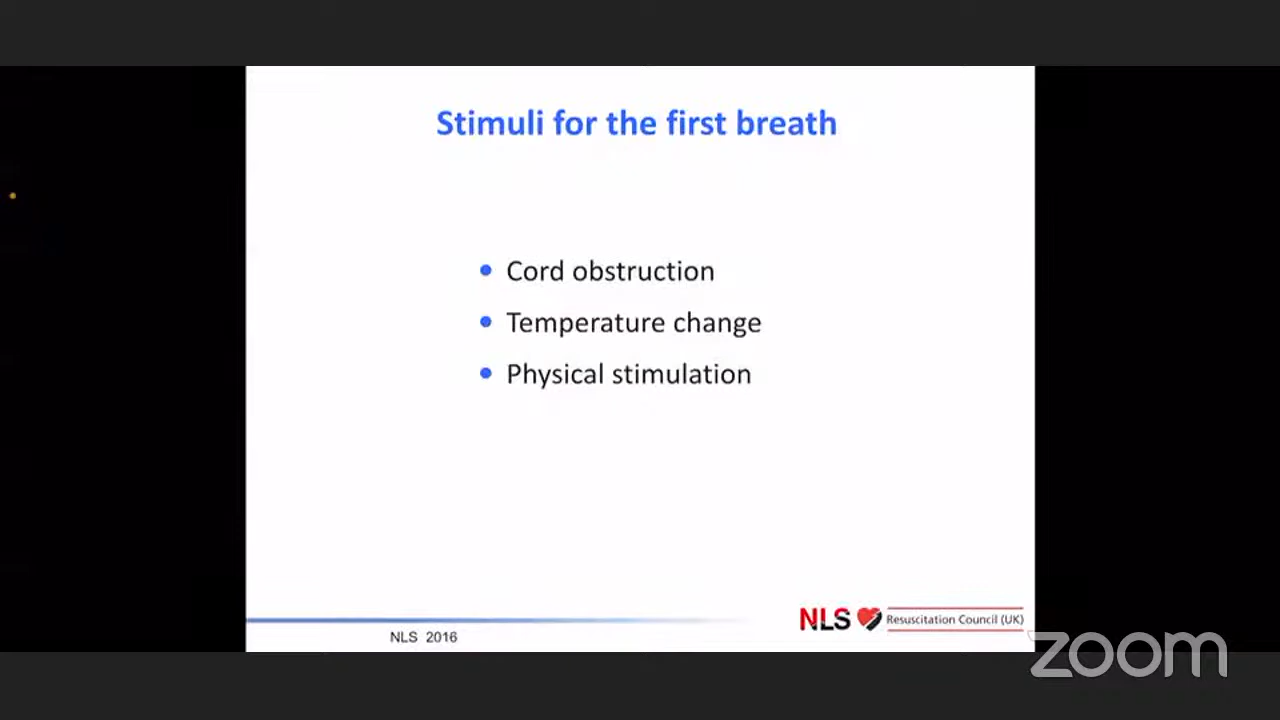 Stimuli for the first breath
Cord obstruction
Temperature change
Physical stimulation
NLS 2016
NLS Resuscitation Council (UK)
zoom